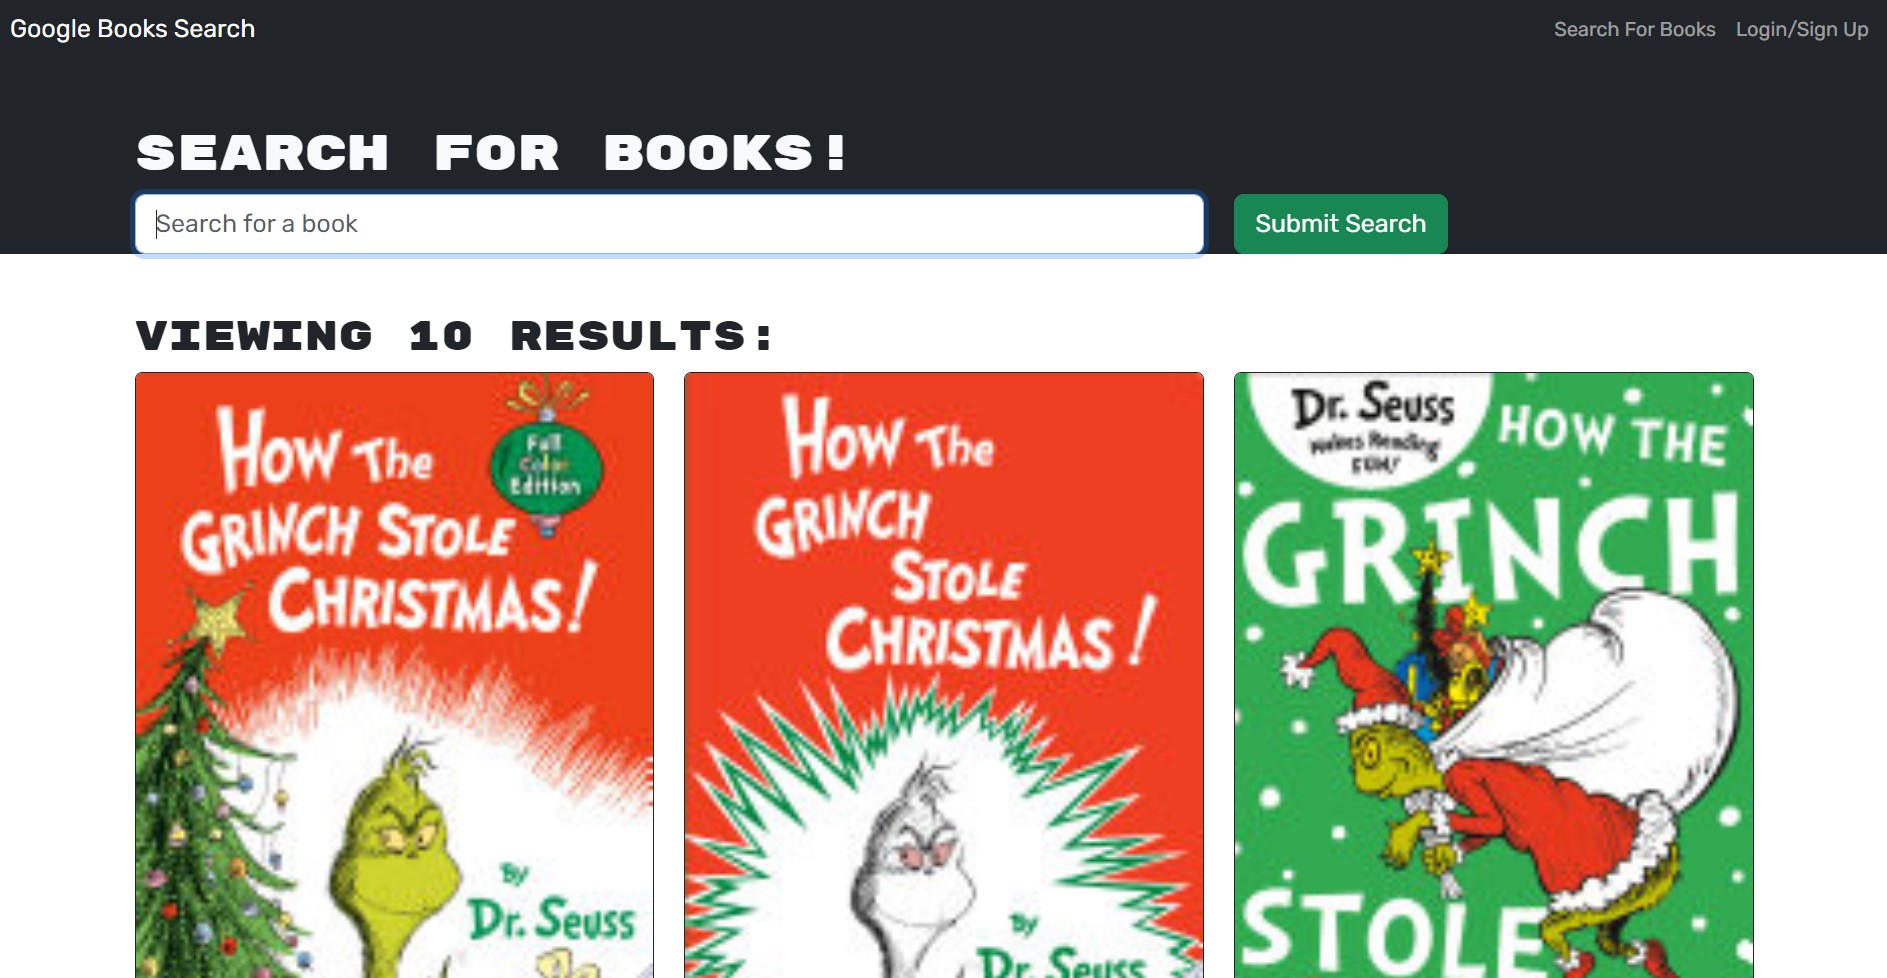 Google Books Search
Search For Books Login/Sign Up
SEARCH FOR BOOKS!
Search for a book
Submit Search
VIEWING 10 RESULTS:
How The
GRINCH STOLE
CHRISTMAS!
Full
Color
Edition
By
Dr. Seuss
How The
GRINCH
STOLE
CHRISTMAS!
By
Dr. Seuss
Dr. Seuss
Makes Reading
FUN!
HOW THE
GRINCH
STOLE